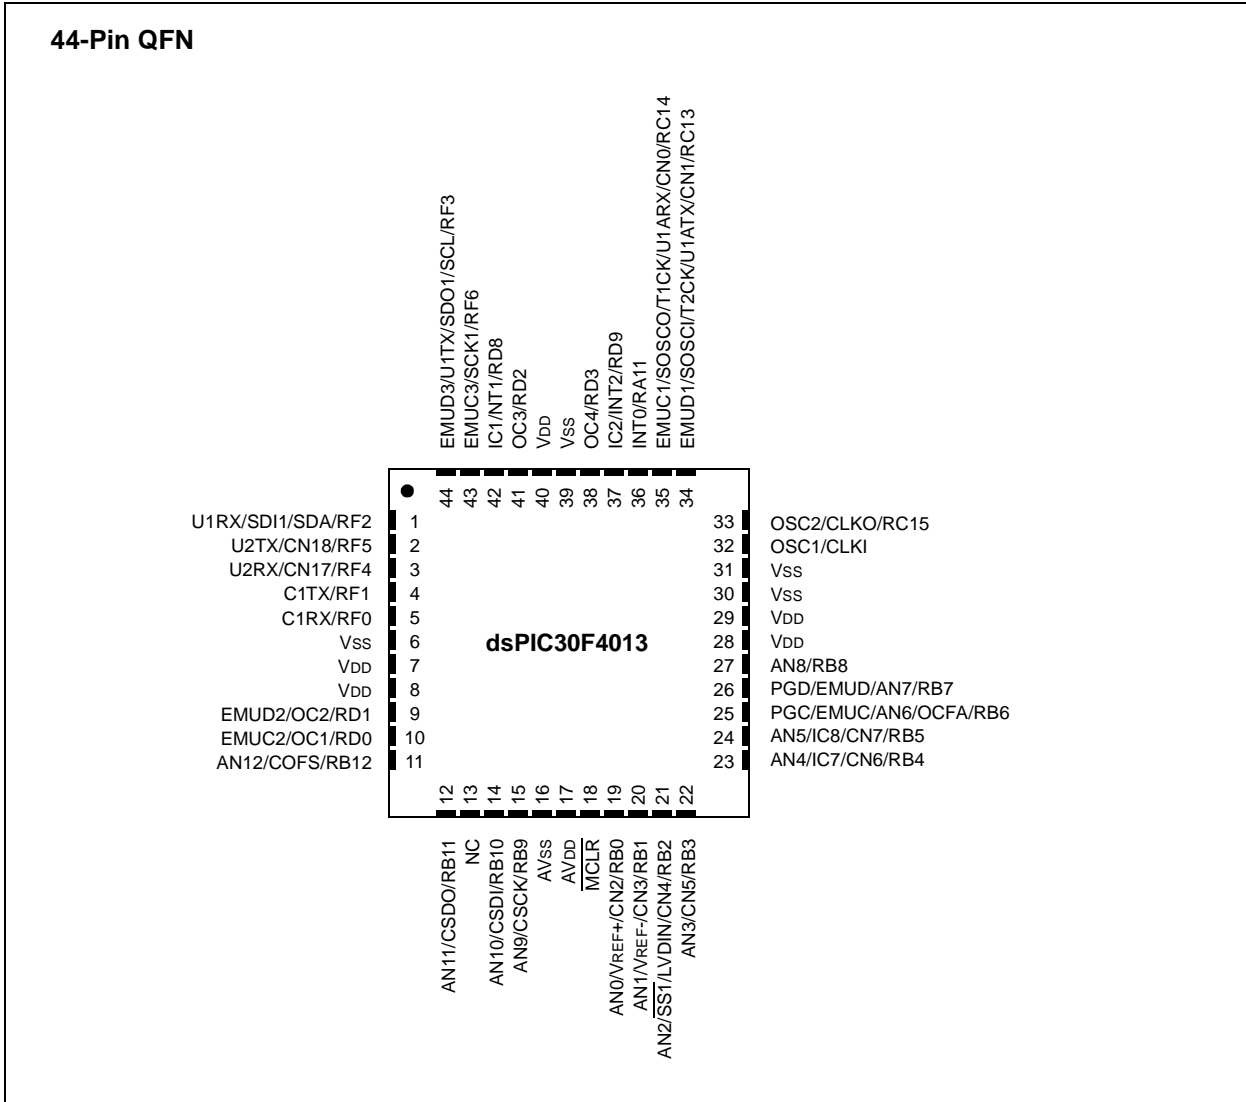 44-Pin QFN
EMUD3/U1TX/SDO1/SCL/RF3
EMUC3/SCK1/RF6
IC1/NT1/RD8
OC3/RD2
VDD
VSS
OC4/RD3
IC2/INT2/RD9
INT0/RA11
EMUC1/SOSCO/T1CK/U1ARX/CN0/RC14
EMUD1/SOSCI/T2CK/U1ATX/CN1/RC13
44 43 42 41 40 39 38 37 36 35 34
U1RX/SDI1/SDA/RF2 1
U2TX/CN18/RF5 2
U2RX/CN17/RF4 3
C1TX/RF1 4
C1RX/RF0 5
VSS 6
VDD 7
VDD 8
EMUD2/OC2/RD1 9
EMUC2/OC1/RD0 10
AN12/COFS/RB12 11
dsPIC30F4013
33 OSC2/CLKO/RC15
32 OSC1/CLKI
31 VSS
30 VSS
29 VDD
28 VDD
27 AN8/RB8
26 PGD/EMUD/AN7/RB7
25 PGC/EMUC/AN6/OCFA/RB6
24 AN5/IC8/CN7/RB5
23 AN4/IC7/CN6/RB4
12 13 14 15 16 17 18 19 20 21 22
AN11/CSDO/RB11
NC
AN10/CSDI/RB10
AN9/CSCK/RB9
AVSS
AVDD
MCLR
AN0/VREF+/CN2/RB0
AN1/VREF-/CN3/RB1
AN2/SS1/LVDIN/CN4/RB2
AN3/CN5/RB3